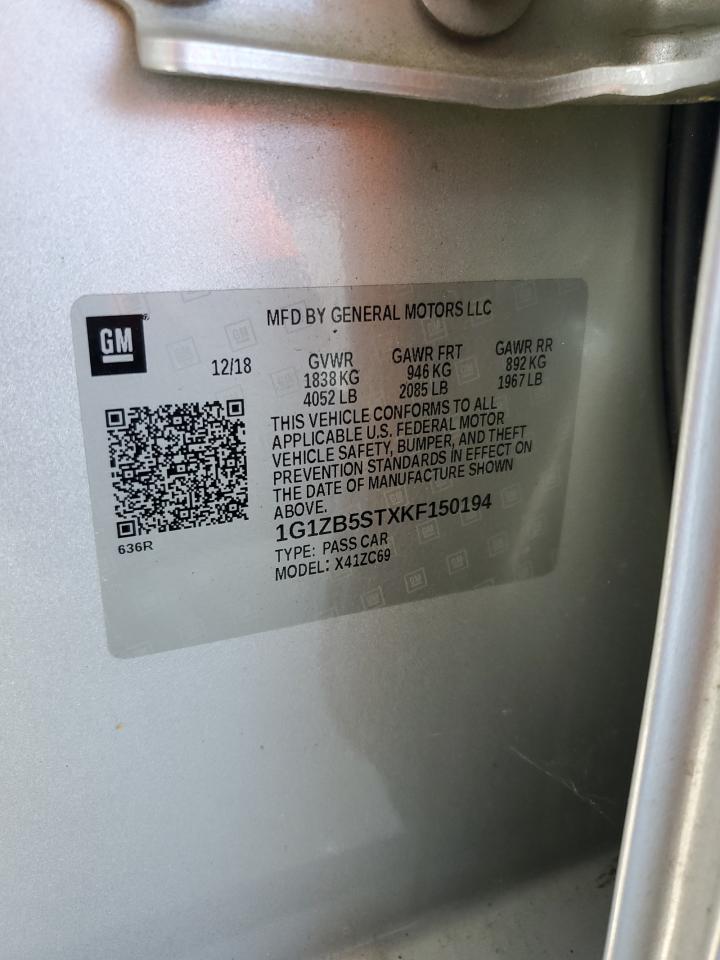 MFD BY GENERAL MOTORS LLC
GM
12/18
GVWR
1838 KG
4052 LB
GAWR FRT
946 KG
2085 LB
GAWR RR
892 KG
1967 LB
THIS VEHICLE CONFORMS TO ALL
APPLICABLE U.S. FEDERAL MOTOR
VEHICLE SAFETY, BUMPER, AND THEFT
PREVENTION STANDARDS IN EFFECT ON
THE DATE OF MANUFACTURE SHOWN
ABOVE.
1G1ZB5STXKF150194
TYPE: PASS CAR
MODEL: X41ZC69
636R